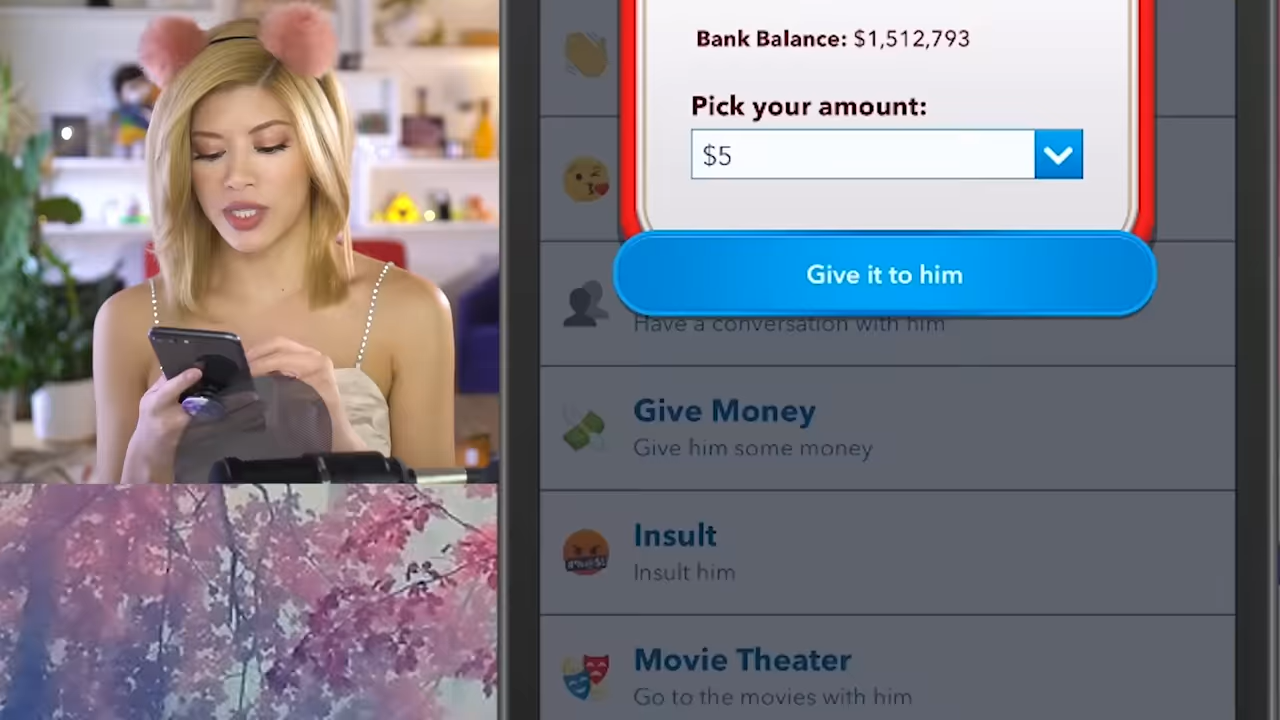 Bank Balance: $1,512,793
Pick your amount:
$5
Give it to him
Have a conversation with him
Give Money
Give him some money
Insult
Insult him
Movie Theater
Go to the movies with him